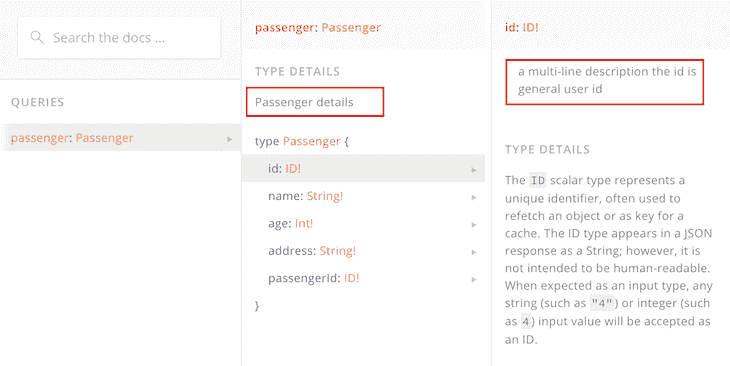 Search the docs ...
QUERIES
passenger: Passenger
passenger: Passenger
TYPE DETAILS
Passenger details
type Passenger {
id: ID!
name: String!
age: Int!
address: String!
passengerId: ID!
}
id: ID!
a multi-line description the id is
general user id
TYPE DETAILS
The ID scalar type represents a
unique identifier, often used to
refetch an object or as key for a
cache. The ID type appears in a JSON
response as a String; however, it is
not intended to be human-readable.
When expected as an input type, any
string (such as "4") or integer (such
as 4) input value will be accepted as
an ID.